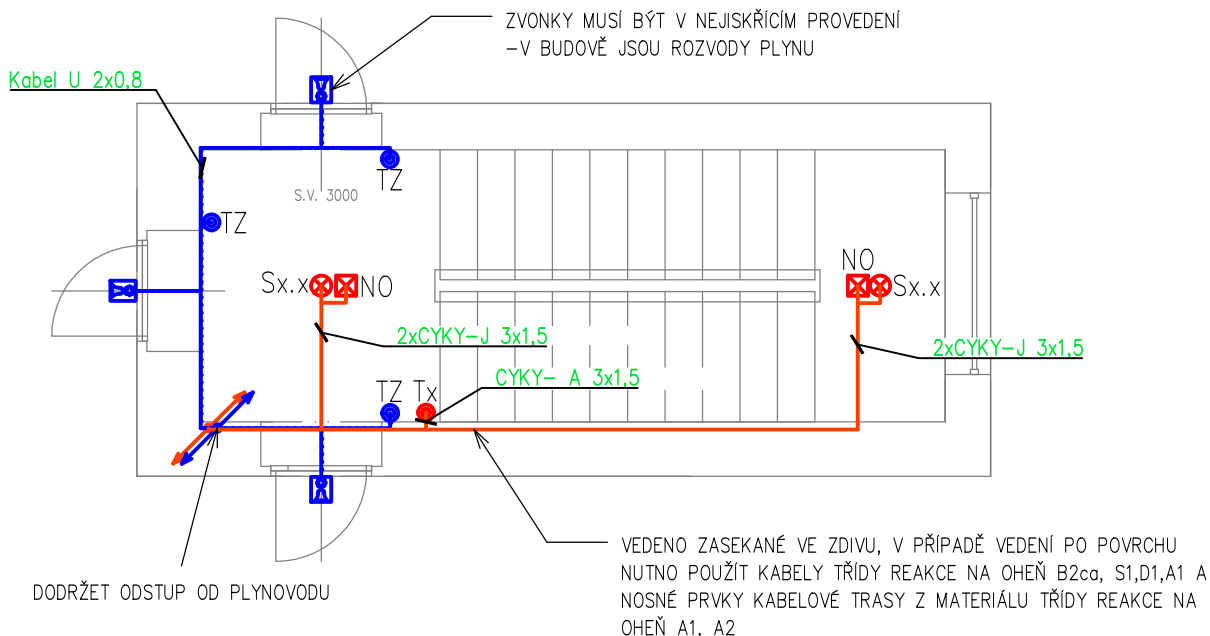 ZVONKY MUSÍ BÝT V NEJISKŘÍCÍM PROVEDENÍ
-V BUDOVĚ JSOU ROZVODY PLYNU
Kabel U 2x0,8
TZ
S.V. 3000
TZ
Sx.x
NO
NO
Sx.x
2xCYKY-J 3x1,5
2xCYKY-J 3x1,5
CYKY- A 3x1,5
TZ
Tx
DODRŽET ODSTUP OD PLYNOVODU
VEDENO ZASEKANÉ VE ZDIVU, V PŘÍPADĚ VEDENÍ PO POVRCHU
NUTNO POUŽÍT KABELY TŘÍDY REAKCE NA OHEŇ B2ca, S1,D1,A1 A
NOSNÉ PRVKY KABELOVÉ TRASY Z MATERIÁLU TŘÍDY REAKCE NA
OHEŇ A1, A2